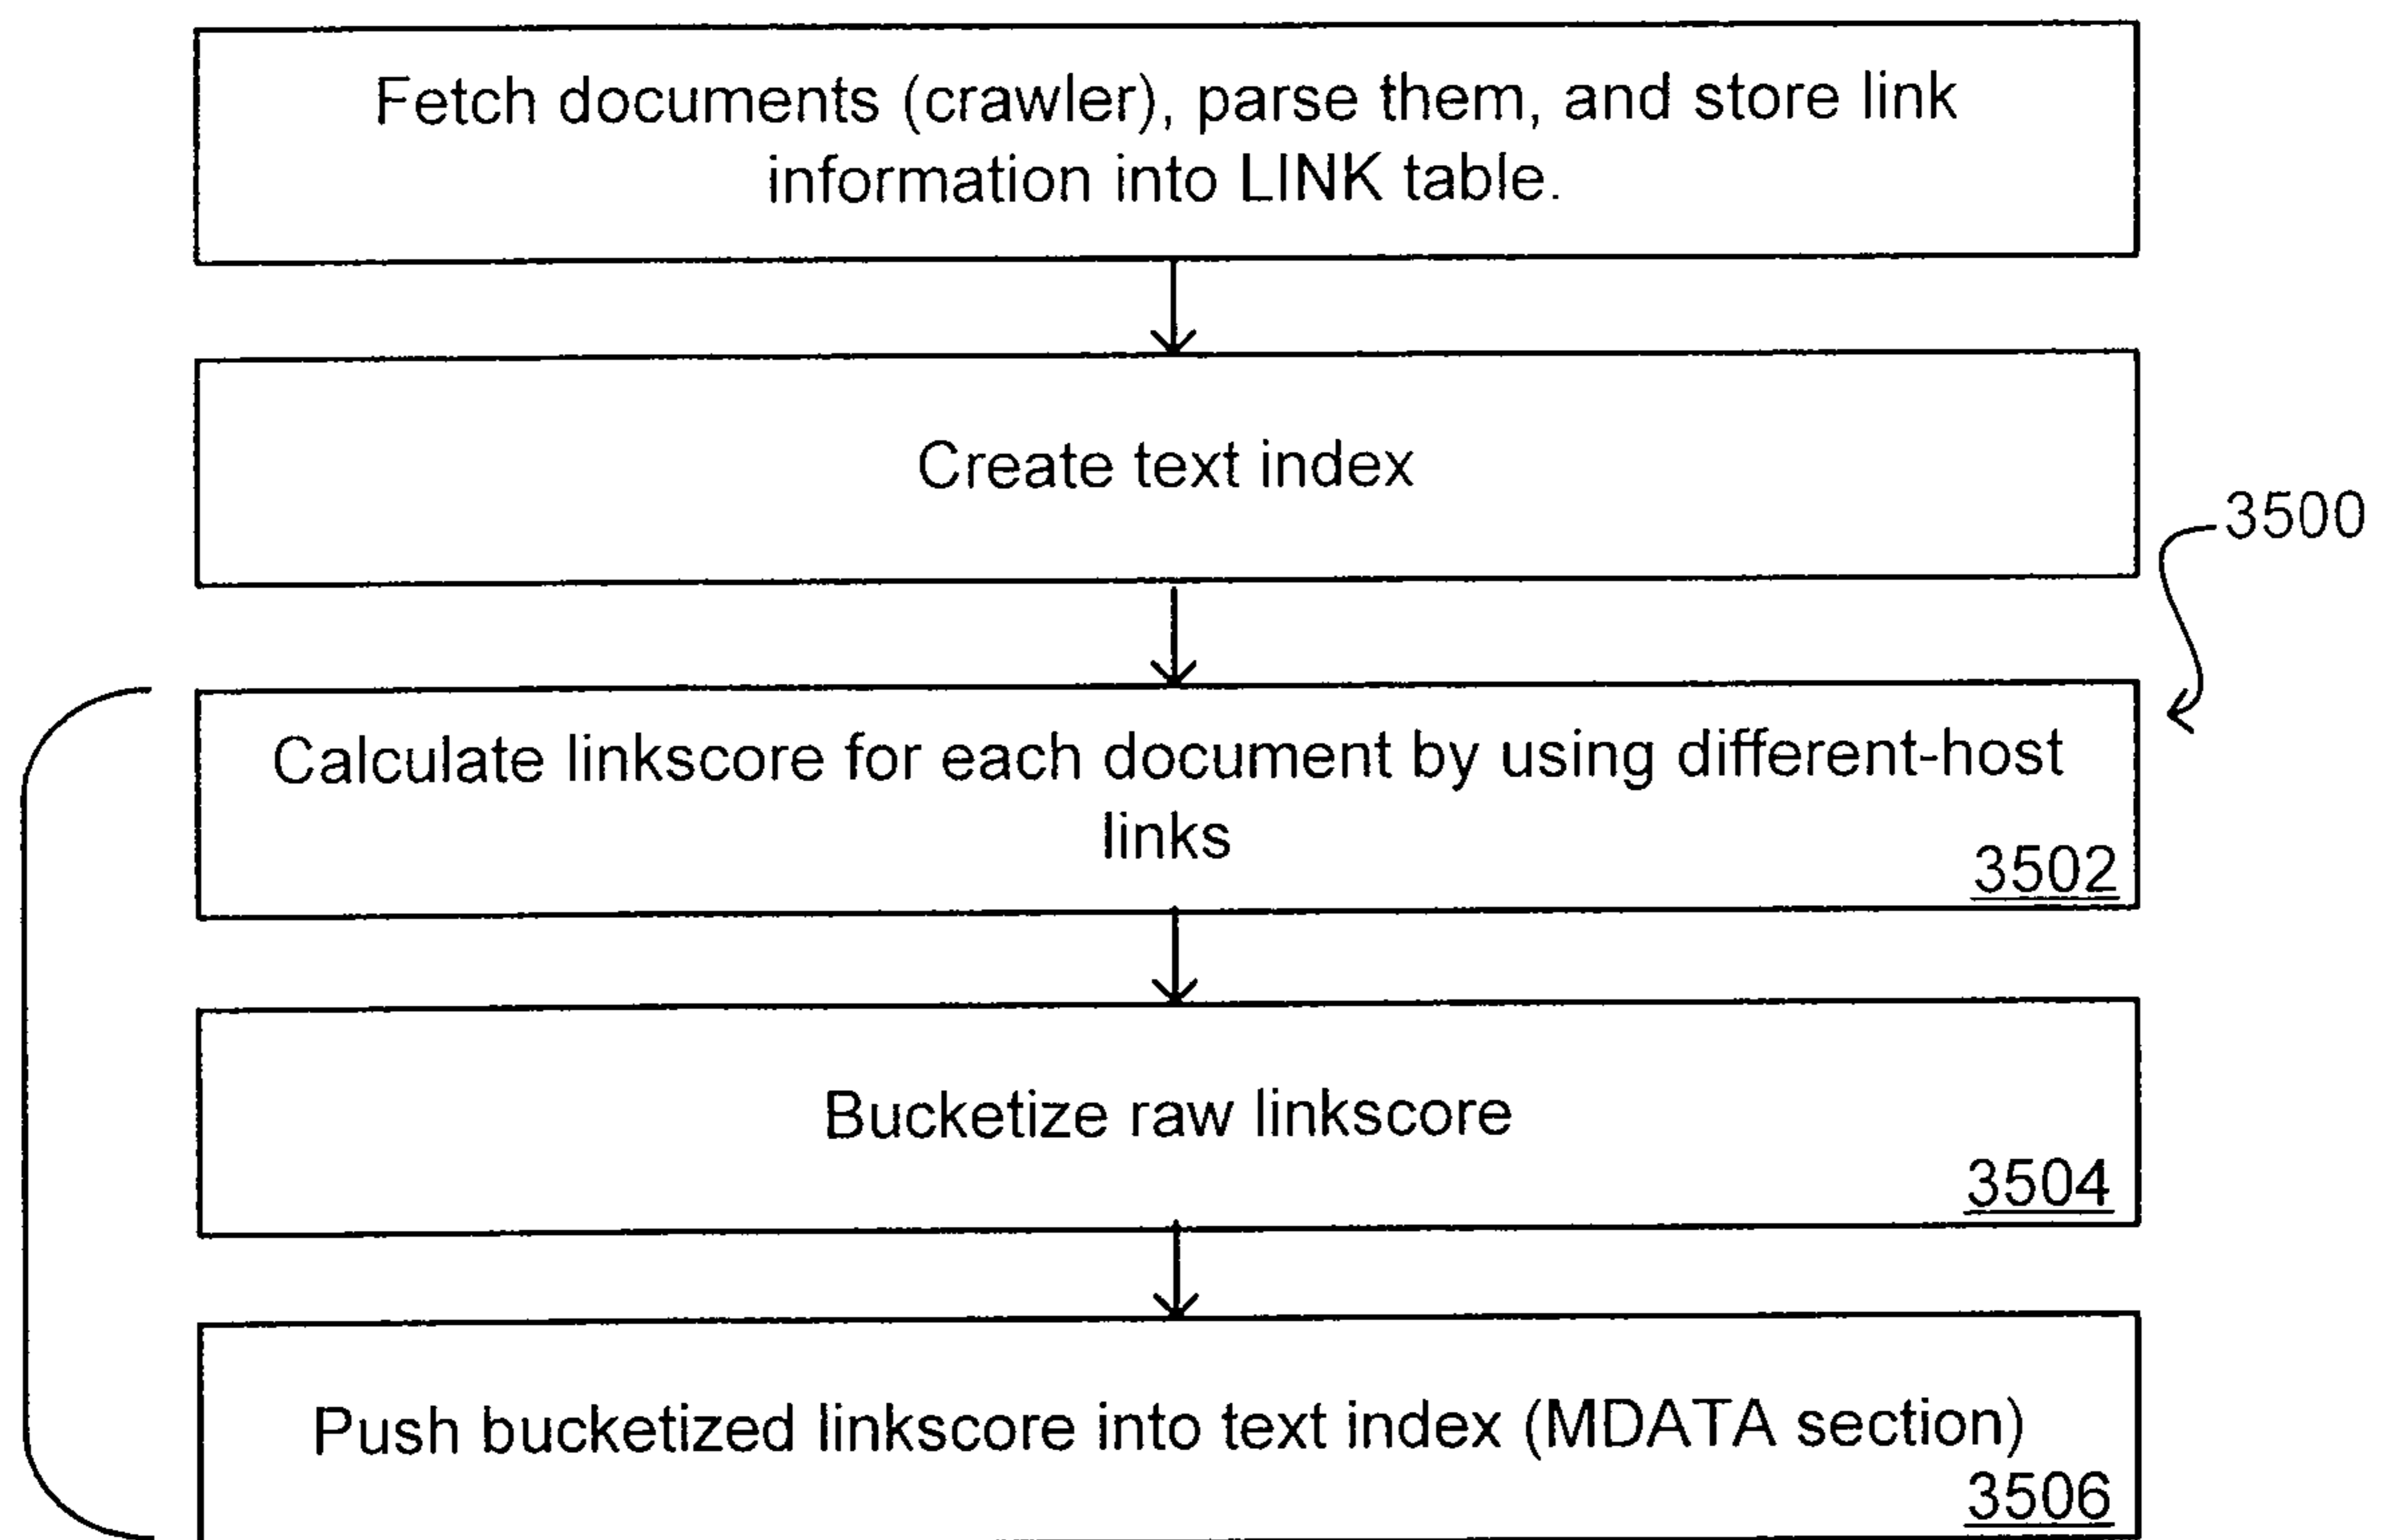 Fetch documents (crawler), parse them, and store link
information into LINK table.
Create text index
3500
Calculate linkscore for each document by using different-host
links
3502
Bucketize raw linkscore
3504
Push bucketized linkscore into text index (MDATA section)
3506